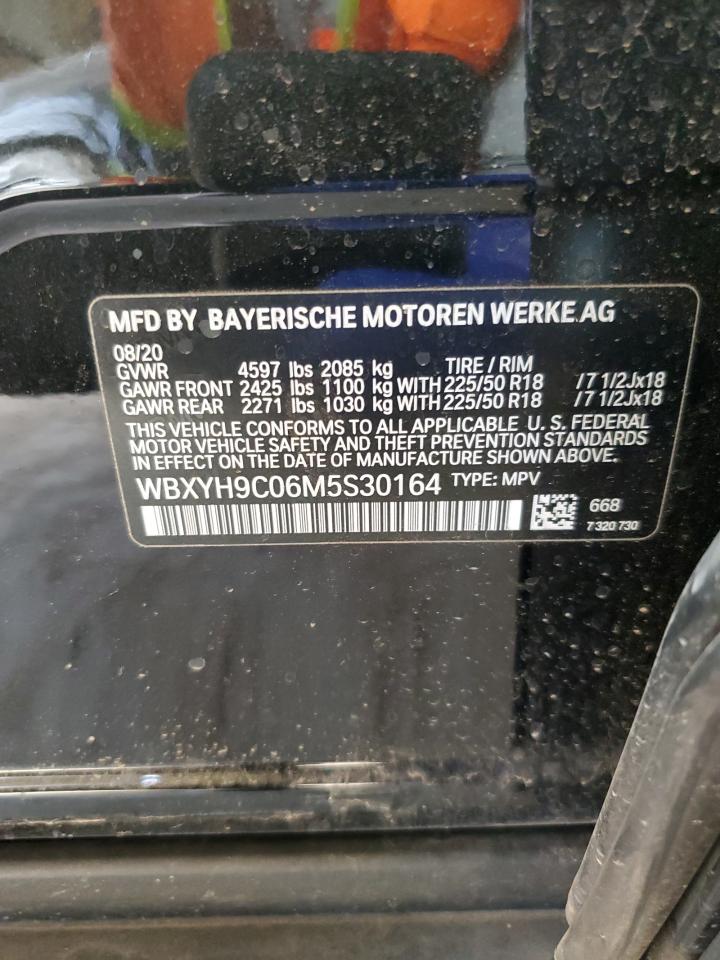 MFD BY BAYERISCHE MOTOREN WERKE AG
08/20
GVWR 4597 lbs 2085 kg TIRE / RIM
GAWR FRONT 2425 lbs 1100 kg WITH 225/50 R18 /7 1/2Jx18
GAWR REAR 2271 lbs 1030 kg WITH 225/50 R18 /7 1/2Jx18
THIS VEHICLE CONFORMS TO ALL APPLICABLE U. S. FEDERAL
MOTOR VEHICLE SAFETY AND THEFT PREVENTION STANDARDS
IN EFFECT ON THE DATE OF MANUFACTURE SHOWN ABOVE.
WBXYH9C06M5S30164 TYPE: MPV
668
7 320 730